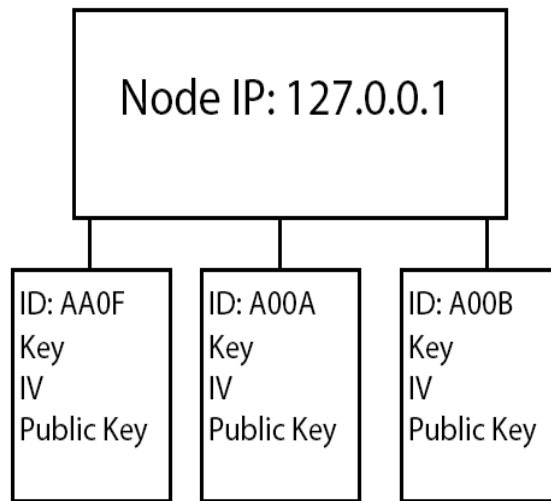 Node IP: 127.0.0.1
ID: AA0F
Key
IV
Public Key
ID: A00A
Key
IV
Public Key
ID: A00B
Key
IV
Public Key